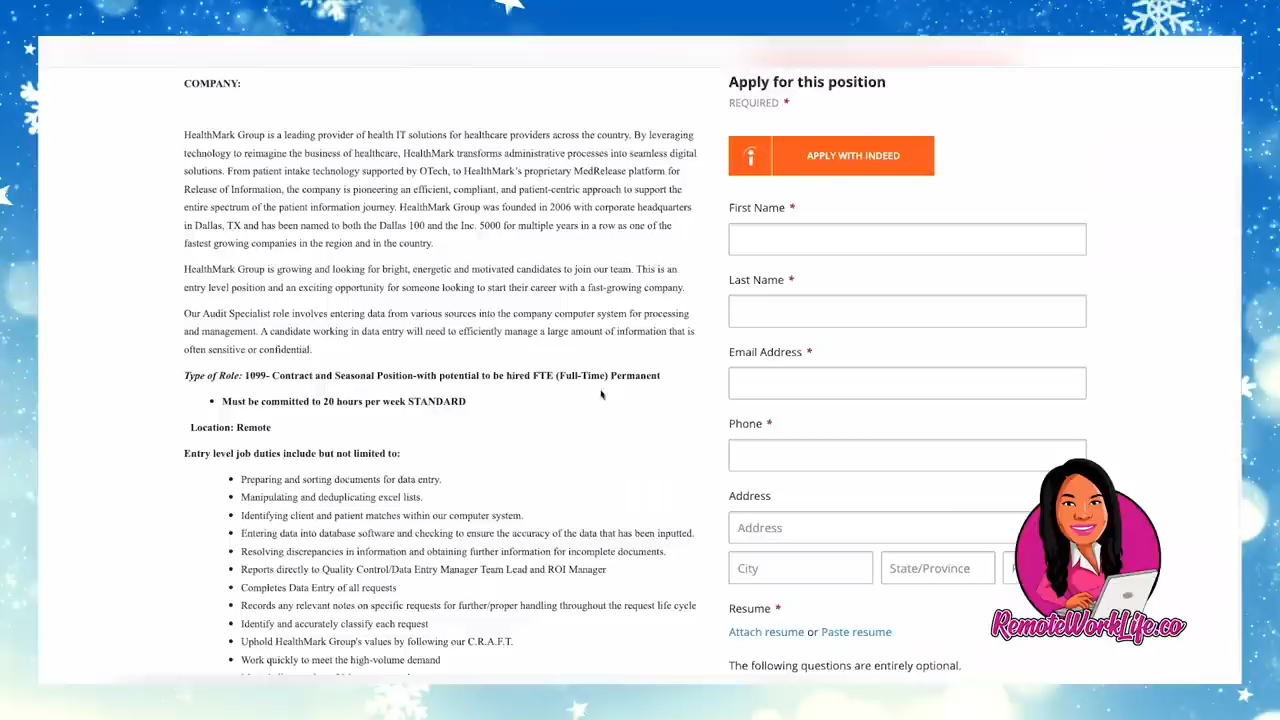 COMPANY:
HealthMark Group is a leading provider of health IT solutions for healthcare providers across the country. By leveraging
technology to reimagine the business of healthcare, HealthMark transforms administrative processes into seamless digital
solutions. From patient intake technology supported by OTech, to HealthMark's proprietary MedRelease platform for
Release of Information, the company is pioneering an efficient, compliant, and patient-centric approach to support the
entire spectrum of the patient information journey. HealthMark Group was founded in 2006 with corporate headquarters
in Dallas, TX and has been named to both the Dallas 100 and the Inc. 5000 for multiple years in a row as one of the
fastest growing companies in the region and in the country.
HealthMark Group is growing and looking for bright, energetic and motivated candidates to join our team. This is an
entry level position and an exciting opportunity for someone looking to start their career with a fast-growing company.
Our Audit Specialist role involves entering data from various sources into the company computer system for processing
and management. A candidate working in data entry will need to efficiently manage a large amount of information that is
often sensitive or confidential.
Type of Role: 1099- Contract and Seasonal Position-with potential to be hired FTE (Full-Time) Permanent
• Must be committed to 20 hours per week STANDARD
Location: Remote
Entry level job duties include but not limited to:
• Preparing and sorting documents for data entry.
• Manipulating and deduplicating excel lists.
• Identifying client and patient matches within our computer system.
• Entering data into database software and checking to ensure the accuracy of the data that has been inputted.
• Resolving discrepancies in information and obtaining further information for incomplete documents.
• Reports directly to Quality Control/Data Entry Manager Team Lead and ROI Manager
• Completes Data Entry of all requests
• Records any relevant notes on specific requests for further/proper handling throughout the request life cycle
• Identify and accurately classify each request
• Uphold HealthMark Group's values by following our C.R.A.F.T.
• Work quickly to meet the high-volume demand
Apply for this position
REQUIRED *
APPLY WITH INDEED
First Name *
Last Name *
Email Address *
Phone *
Address
Address
City State/Province
Resume *
Attach resume or Paste resume
The following questions are entirely optional.
RemoteWorkLife.co